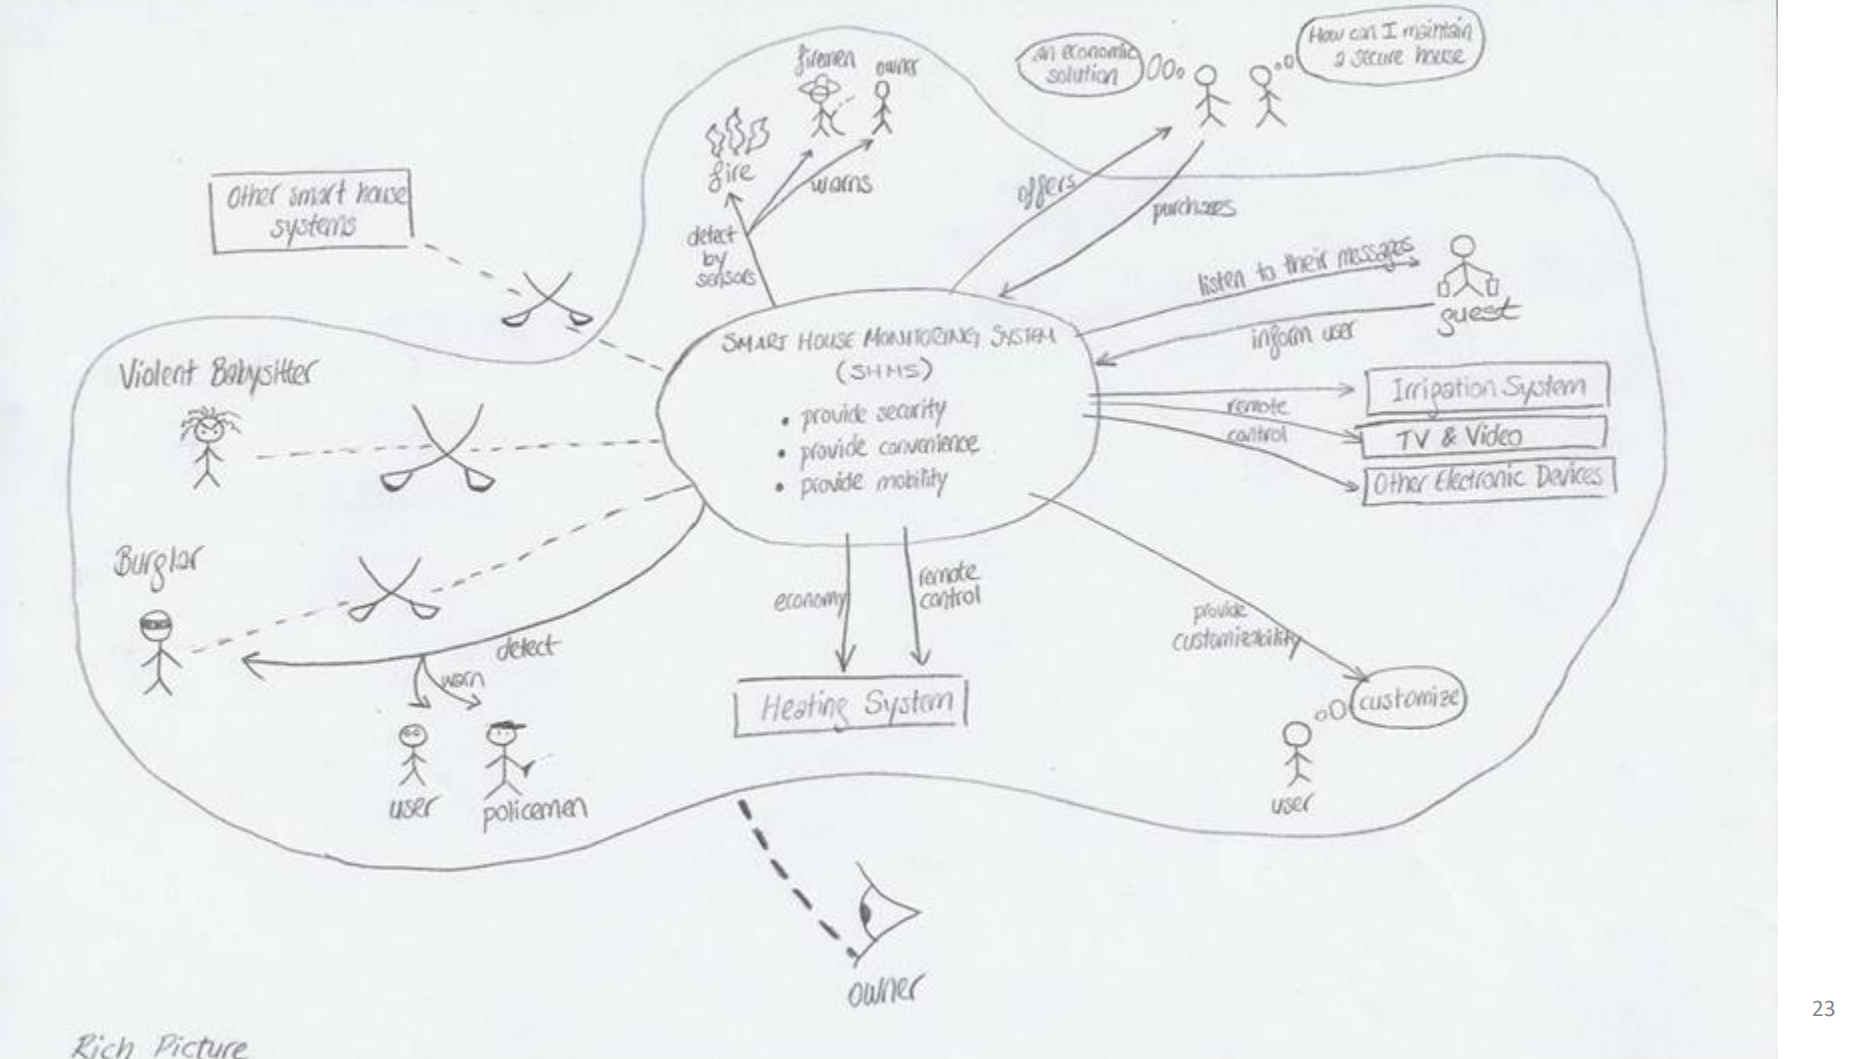 firemen
owner
an economic
solution
How can I maintain
a secure house
fire
warns
Other smart house
systems
offers
purchases
detect
by
sensors
listen to their messages
guest
inform user
SMART HOUSE MONITORING SYSTEM
(SHMS)
• provide security
• provide convenience
• provide mobility
Violent Babysitter
Irrigation System
remote
control
TV & Video
Other Electronic Devices
Burglar
economy
remote
control
provide
customizability
detect
warn
Heating System
customize
user
policemen
user
owner
23
Rich Picture